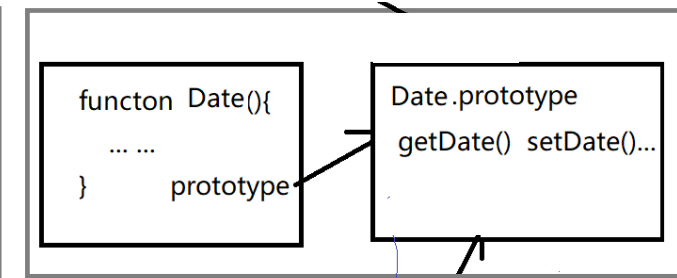 functon Date(){
... ...
} prototype
Date.prototype
getDate() setDate()...